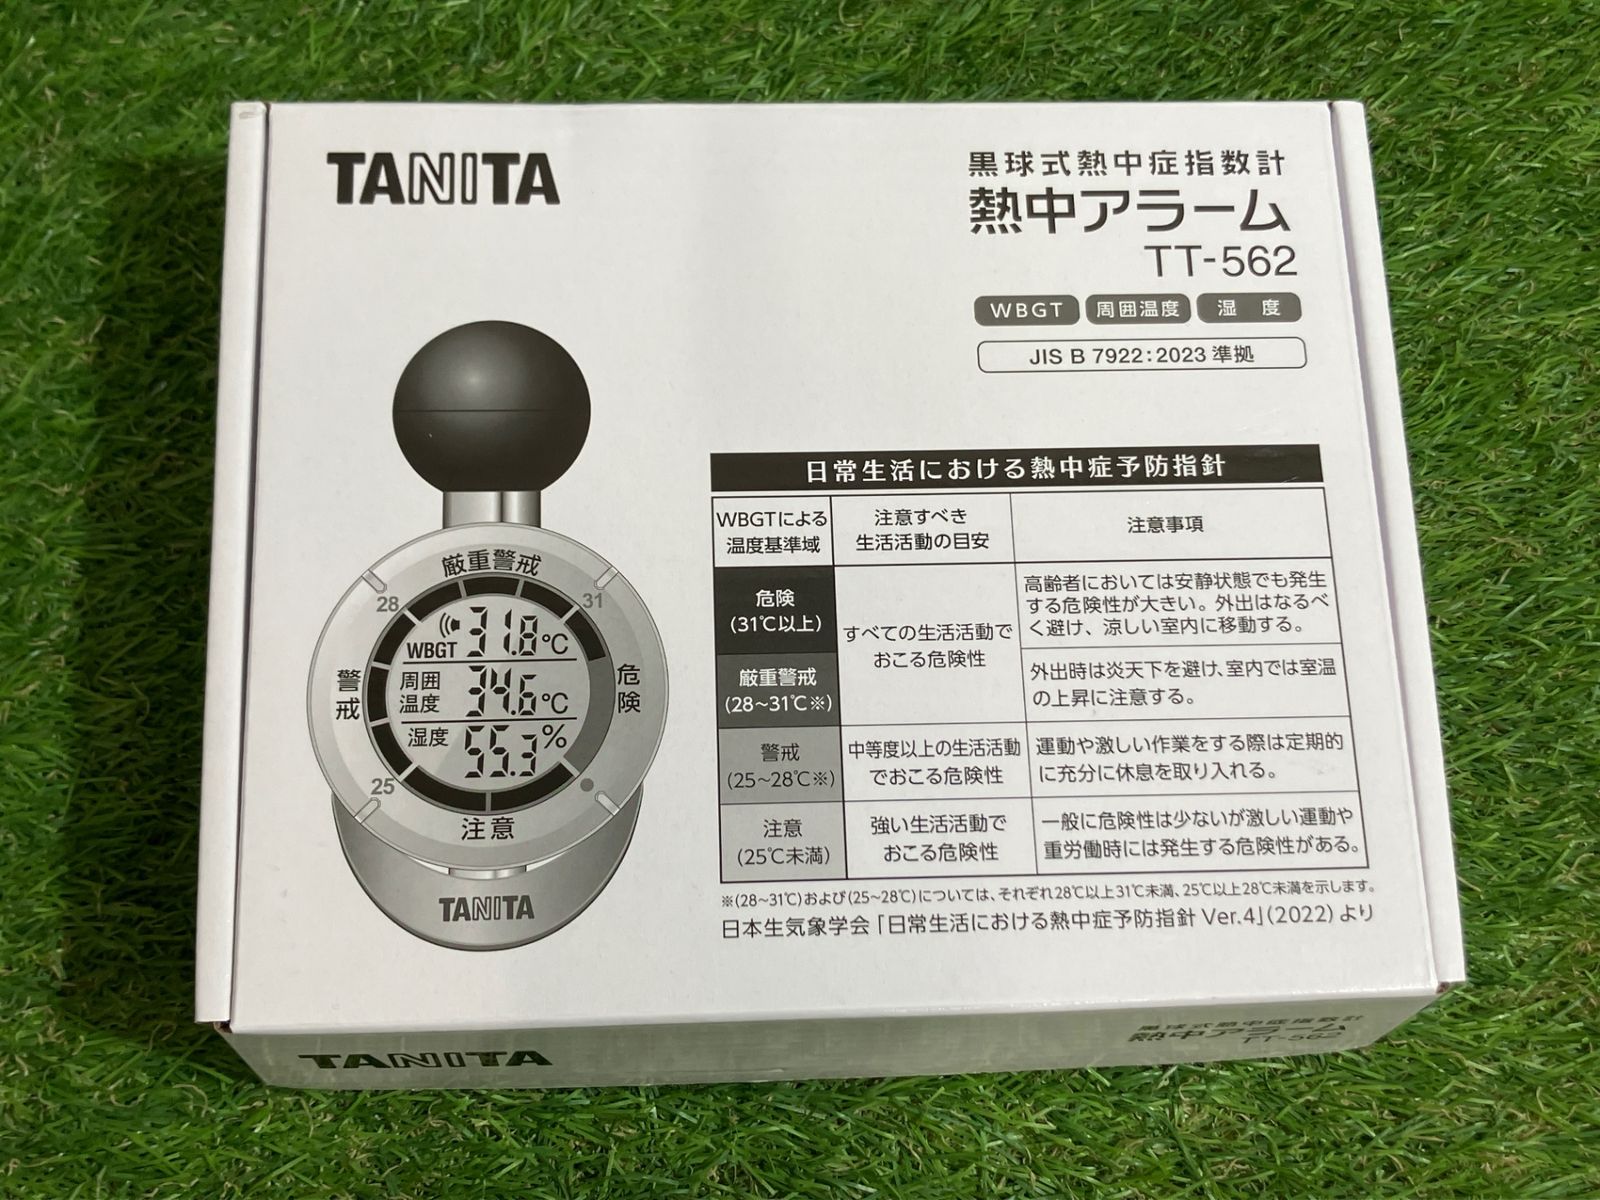 TANITA
黒球式熱中症指数計
熱中アラーム
TT-562
WBGT 周囲温度 湿 度
JIS B 7922:2023 準拠
厳重警戒
28
31
WBGT 31.8℃
警戒
危険
周囲
温度 34.6℃
湿度 55.3%
25
注意
TANITA
日常生活における熱中症予防指針
WBGTによる
温度基準域
注意すべき
生活活動の目安
注意事項
危険
(31℃以上)
すべての生活活動で
おこる危険性
高齢者においては安静状態でも発生
する危険性が大きい。外出はなるべ
く避け、涼しい室内に移動する。
厳重警戒
(28~31℃※)
外出時は炎天下を避け、室内では室温
の上昇に注意する。
警戒
(25~28℃※)
中等度以上の生活活動
でおこる危険性
運動や激しい作業をする際は定期的
に充分に休息を取り入れる。
注意
(25℃未満)
強い生活活動で
おこる危険性
一般に危険性は少ないが激しい運動や
重労働時には発生する危険性がある。
※(28~31℃)および(25~28℃)については、それぞれ28℃以上31℃未満、25℃以上28℃未満を示します。
日本生気象学会「日常生活における熱中症予防指針 Ver.4」(2022)より
TANITA
黒球式熱中症指数計
熱中アラーム
TT-562